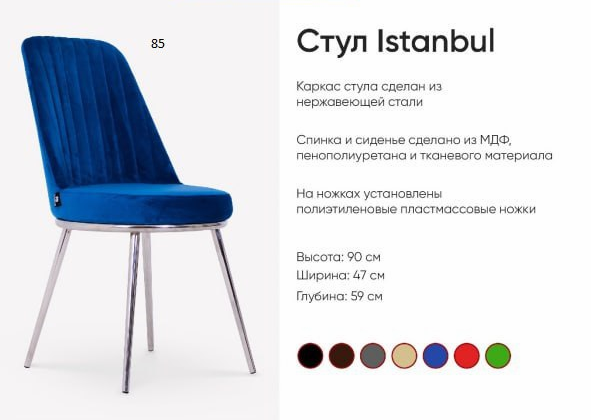 85
Стул Istanbul
Каркас стула сделан из
нержавеющей стали
Спинка и сиденье сделано из МДФ,
пенополиуретана и тканевого материала
На ножках установлены
полиэтиленовые пластмассовые ножки
Высота: 90 см
Ширина: 47 см
Глубина: 59 см